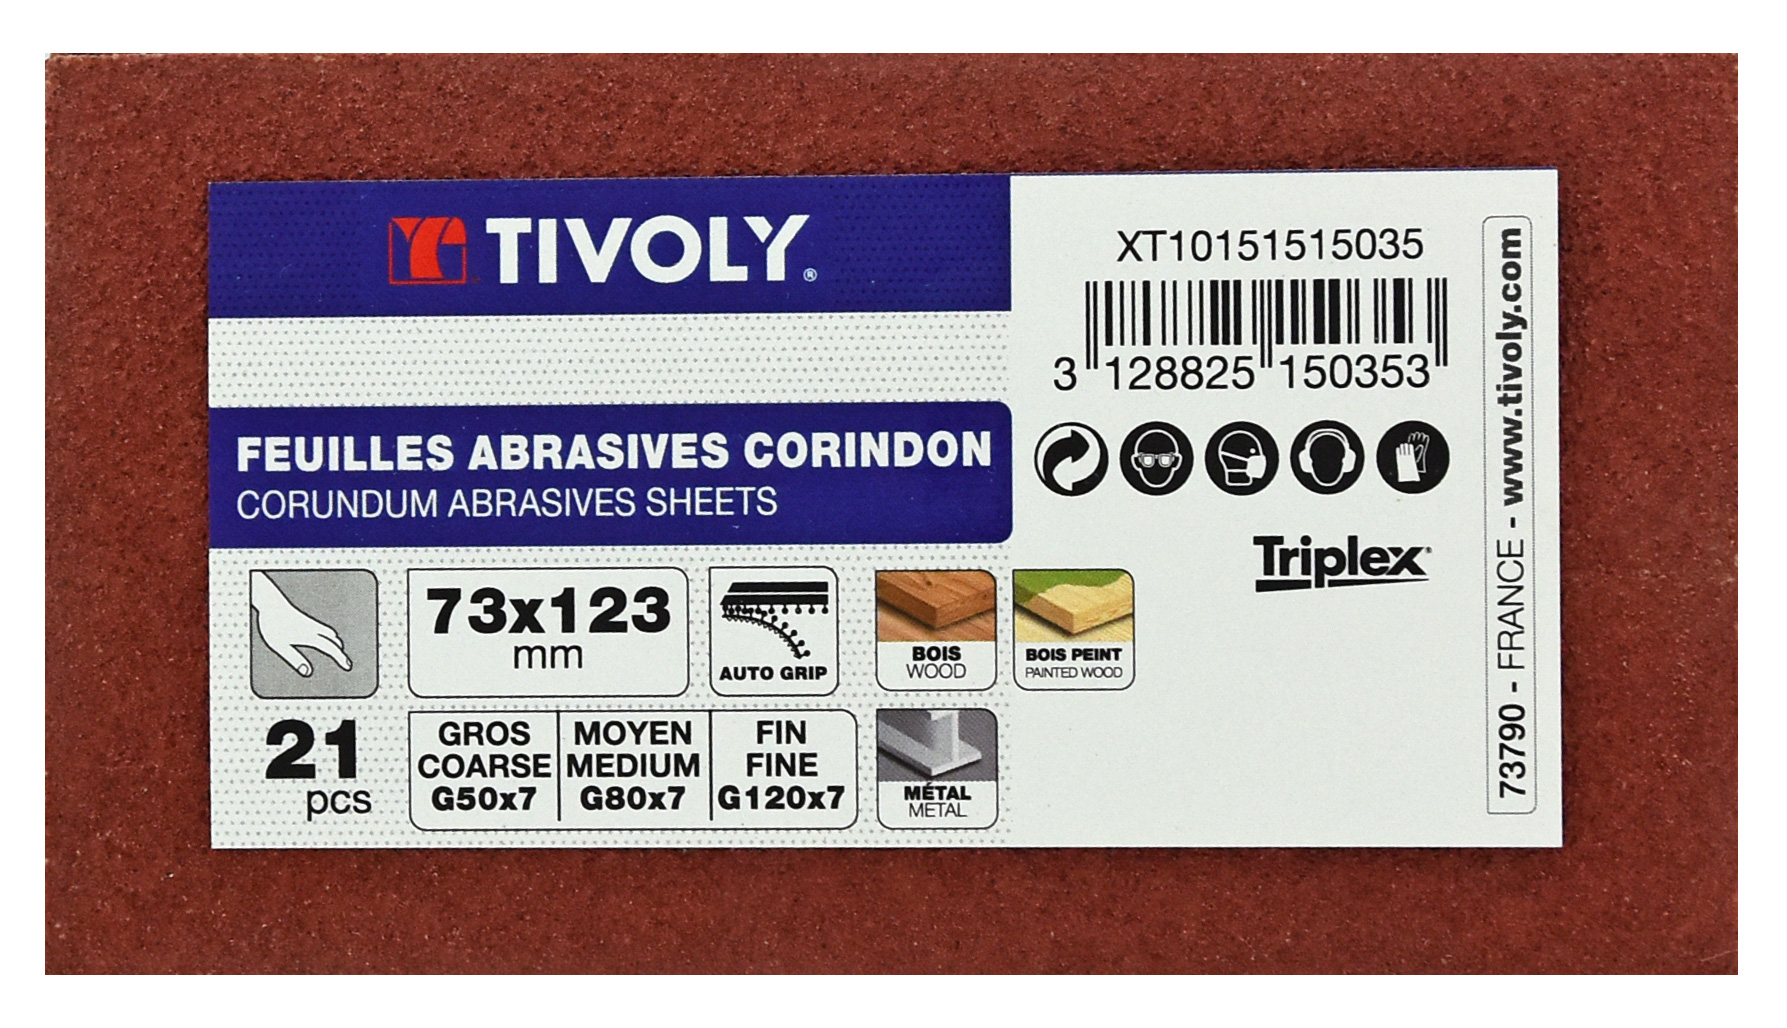 TIVOLY®
FEUILLES ABRASIVES CORINDON
CORUNDUM ABRASIVES SHEETS
73x123
mm
AUTO GRIP
BOIS
WOOD
BOIS PEINT
PAINTED WOOD
21
pcs
GROS
COARSE
G50x7
MOYEN
MEDIUM
G80x7
FIN
FINE
G120x7
MÉTAL
METAL
XT10151515035
3 128825 150353
Triplex
73790 - FRANCE - www.tivoly.com